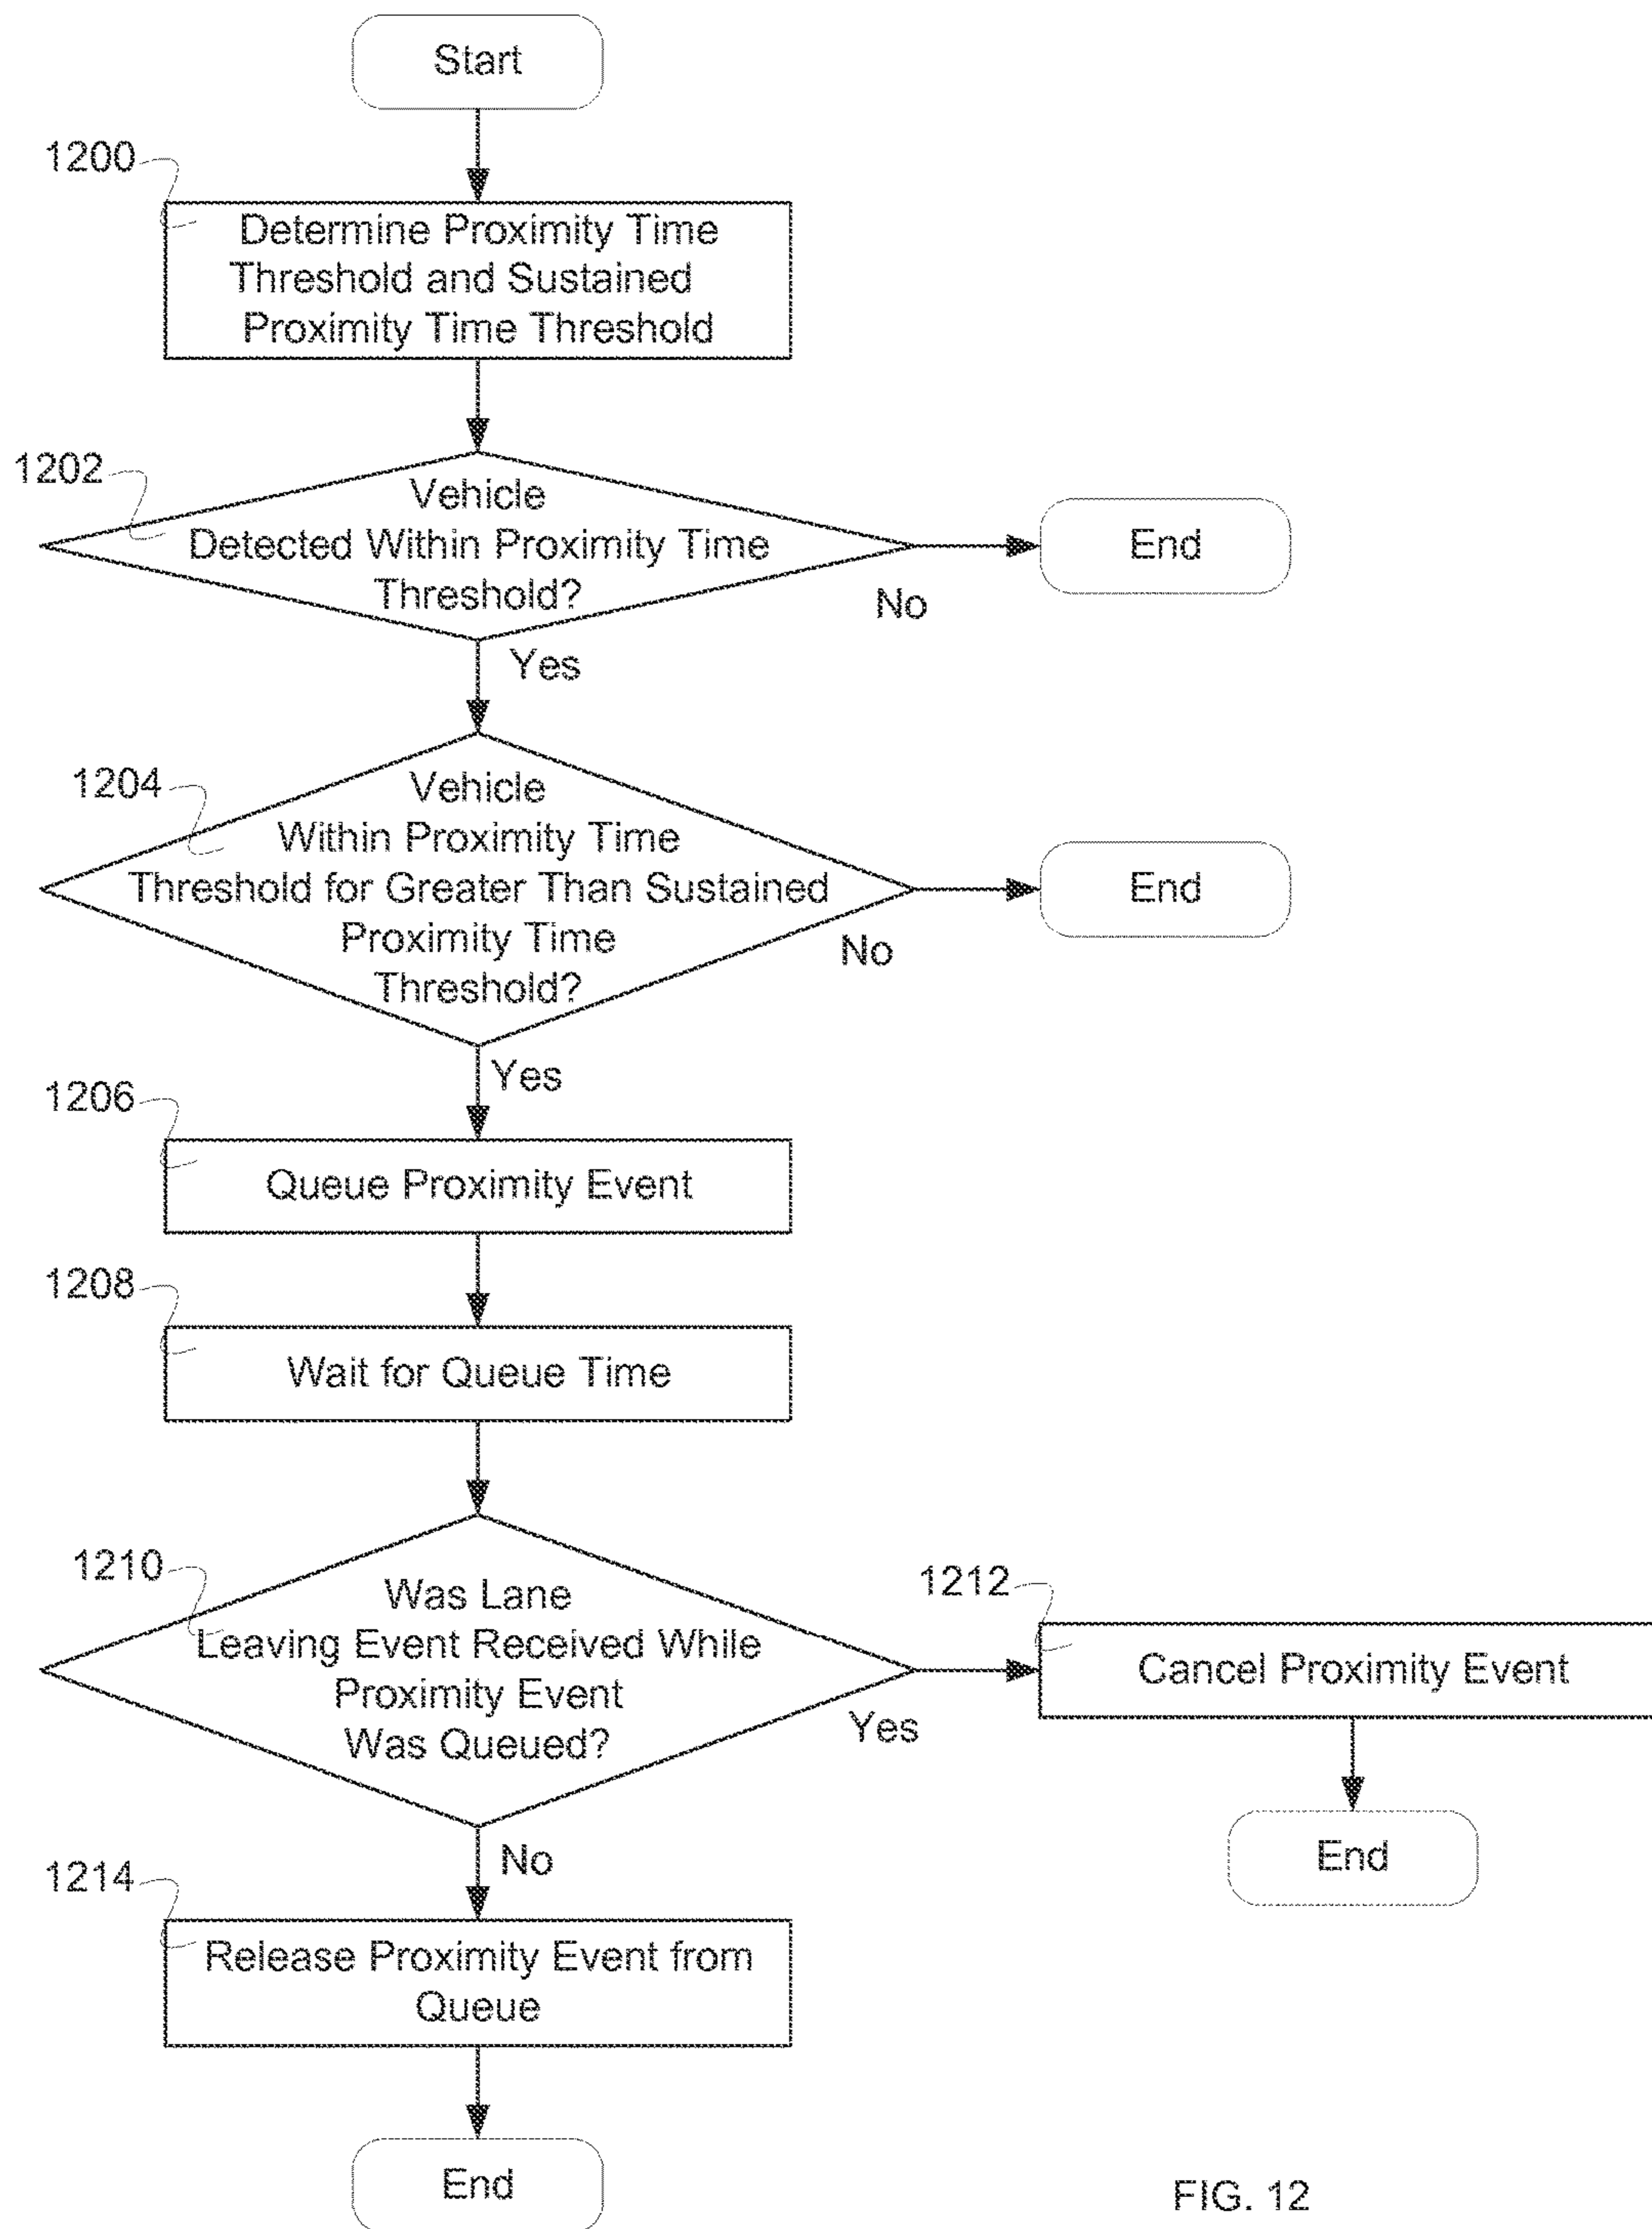 Start
1200
Determine Proximity Time
Threshold and Sustained
Proximity Time Threshold
1202
Vehicle
Detected Within Proximity Time
Threshold?
End
No
Yes
1204
Vehicle
Within Proximity Time
Threshold for Greater Than Sustained
Proximity Time
Threshold?
End
No
Yes
1206
Queue Proximity Event
1208
Wait for Queue Time
1210
Was Lane
Leaving Event Received While
Proximity Event
Was Queued?
Yes
1212
Cancel Proximity Event
End
No
1214
Release Proximity Event from
Queue
End
FIG. 12